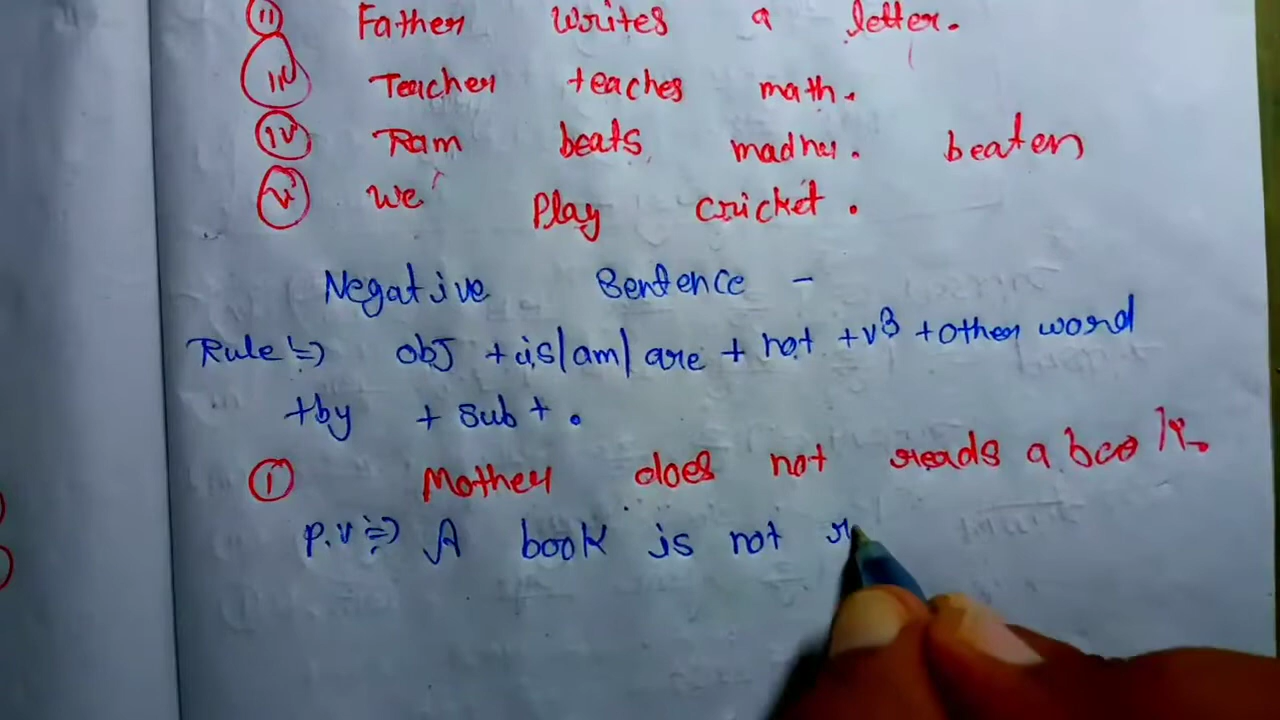 (ii) Father writes a letter.
(iii) Teacher teaches math.
(iv) Ram beats beaten
(v) We Play cricket.
Negative Sentence -
Rule => obj + is/am/are + not + v3 + other word
+by + sub + .
(1) Mother does not reads a book.
p.v => A book is not